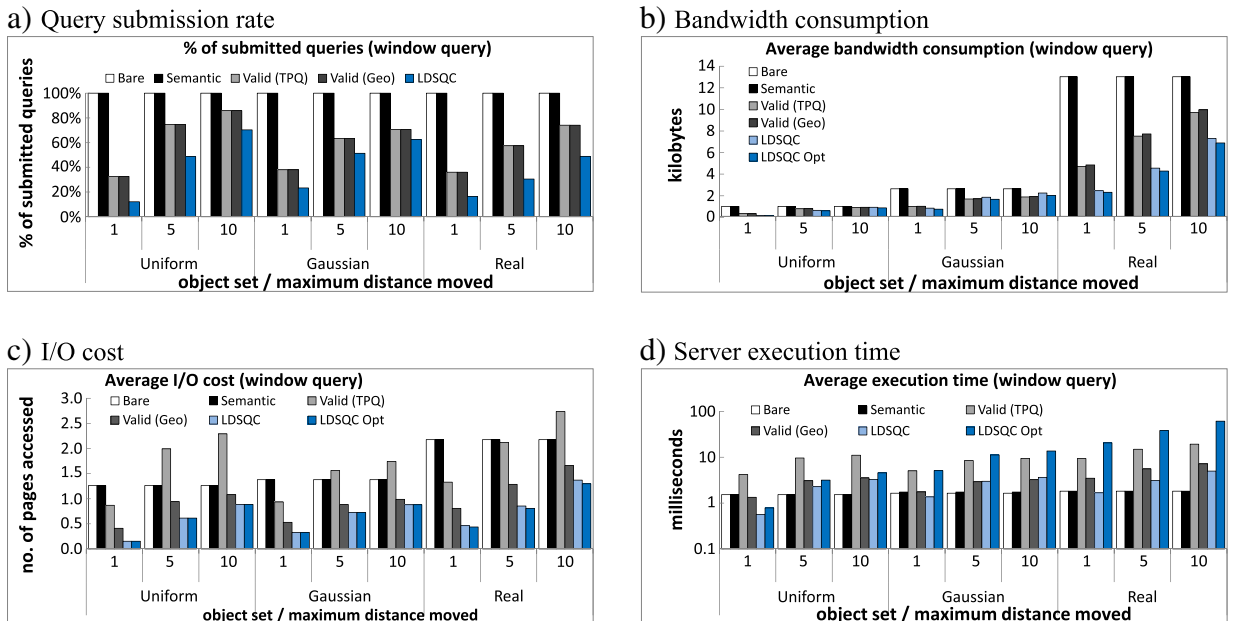 a) Query submission rate
% of submitted queries (window query)
Bare Semantic Valid (TPQ) Valid (Geo) LDSQC
% of submitted queries
100%
80%
60%
40%
20%
0%
1 5 10 1 5 10 1 5 10
Uniform Gaussian Real
object set / maximum distance moved
b) Bandwidth consumption
Average bandwidth consumption (window query)
Bare
Semantic
Valid (TPQ)
Valid (Geo)
LDSQC
LDSQC Opt
kilobytes
14
12
10
8
6
4
2
0
1 5 10 1 5 10 1 5 10
Uniform Gaussian Real
object set / maximum distance moved
c) I/O cost
Average I/O cost (window query)
Bare Semantic Valid (TPQ)
Valid (Geo) LDSQC LDSQC Opt
no. of pages accessed
3.0
2.5
2.0
1.5
1.0
0.5
0.0
1 5 10 1 5 10 1 5 10
Uniform Gaussian Real
object set / maximum distance moved
d) Server execution time
Average execution time (window query)
Bare Semantic Valid (TPQ)
Valid (Geo) LDSQC LDSQC Opt
milliseconds
100
10
1
0.1
1 5 10 1 5 10 1 5 10
Uniform Gaussian Real
object set / maximum distance moved